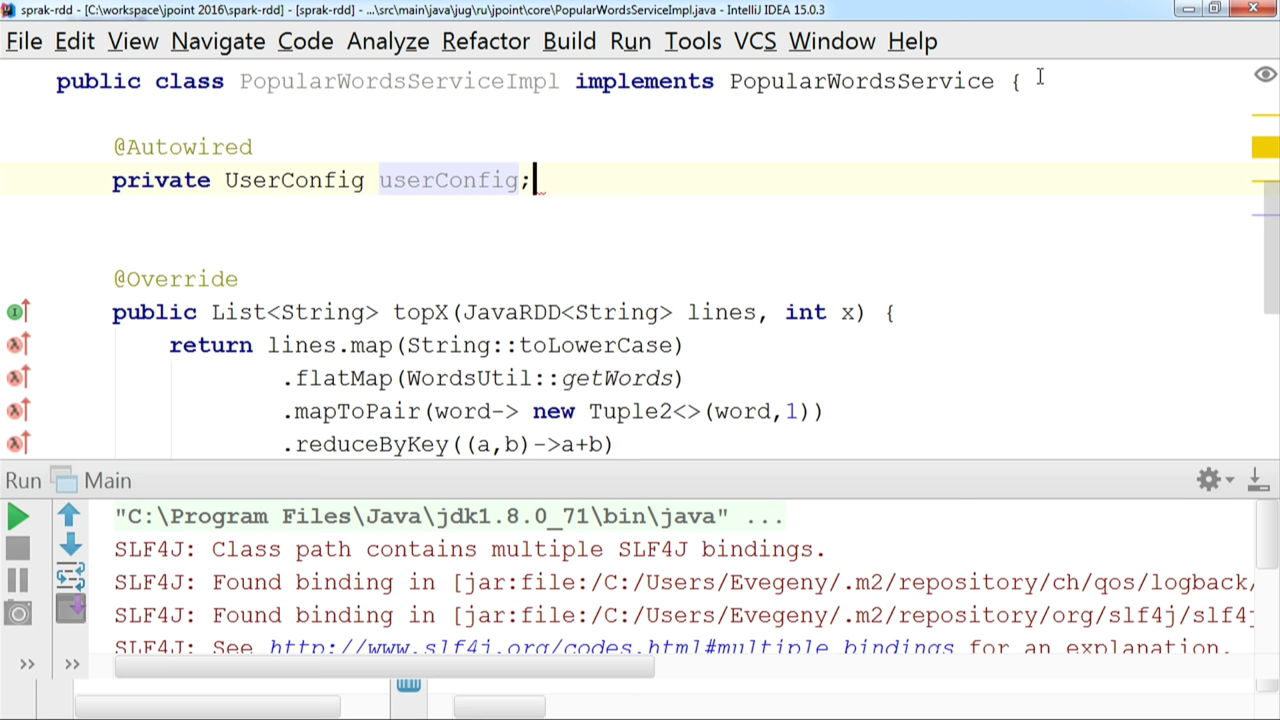 sprak-rdd - [C:\workspace\jpoint 2016\spark-rdd] - [sprak-rdd] - ...\src\main\java\jug\ru\jpoint\core\PopularWordsServiceImpl.java - IntelliJ IDEA 15.0.3
File Edit View Navigate Code Analyze Refactor Build Run Tools VCS Window Help
public class PopularWordsServiceImpl implements PopularWordsService {
@Autowired
private UserConfig userConfig;
@Override
public List<String> topX(JavaRDD<String> lines, int x) {
return lines.map(String::toLowerCase)
.flatMap(WordsUtil::getWords)
.mapToPair(word-> new Tuple2<>(word,1))
.reduceByKey((a,b)->a+b)
Run Main
"C:\Program Files\Java\jdk1.8.0_71\bin\java" ...
SLF4J: Class path contains multiple SLF4J bindings.
SLF4J: Found binding in [jar:file:/C:/Users/Evegeny/.m2/repository/ch/qos/logback/
SLF4J: Found binding in [jar:file:/C:/Users/Evegeny/.m2/repository/org/slf4j/slf4j
SLF4J: See http://www.slf4j.org/codes.html#multiple_bindings for an explanation.